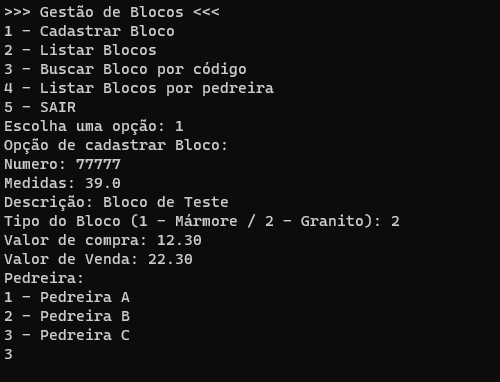 >>> Gestão de Blocos <<<
1 - Cadastrar Bloco
2 - Listar Blocos
3 - Buscar Bloco por código
4 - Listar Blocos por pedreira
5 - SAIR
Escolha uma opção: 1
Opção de cadastrar Bloco:
Numero: 77777
Medidas: 39.0
Descrição: Bloco de Teste
Tipo do Bloco (1 - Mármore / 2 - Granito): 2
Valor de compra: 12.30
Valor de Venda: 22.30
Pedreira:
1 - Pedreira A
2 - Pedreira B
3 - Pedreira C
3